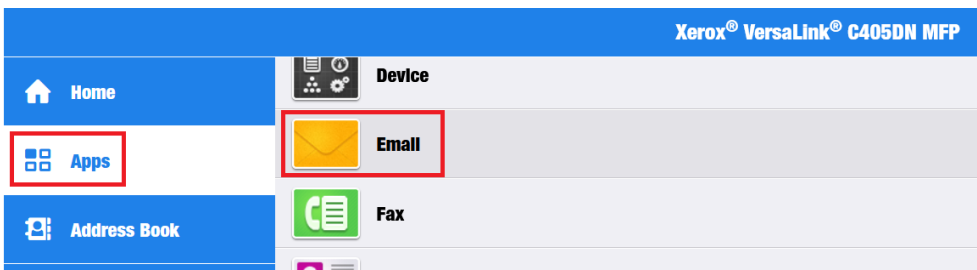 Xerox® VersaLink® C405DN MFP
Home
Apps
Address Book
Device
Email
Fax